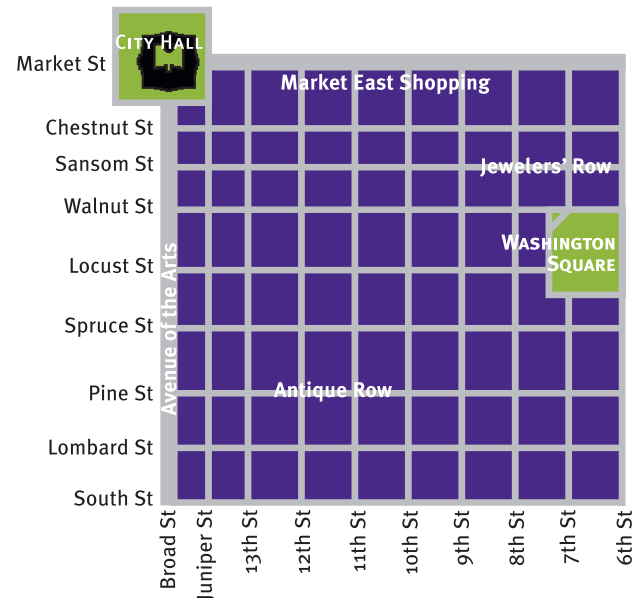 CITY HALL
Market St
Market East Shopping
Chestnut St
Sansom St
Jewelers' Row
Walnut St
WASHINGTON
SQUARE
Locust St
Avenue of the Arts
Spruce St
Pine St
Antique Row
Lombard St
South St
Broad St
Juniper St
13th St
12th St
11th St
10th St
9th St
8th St
7th St
6th St